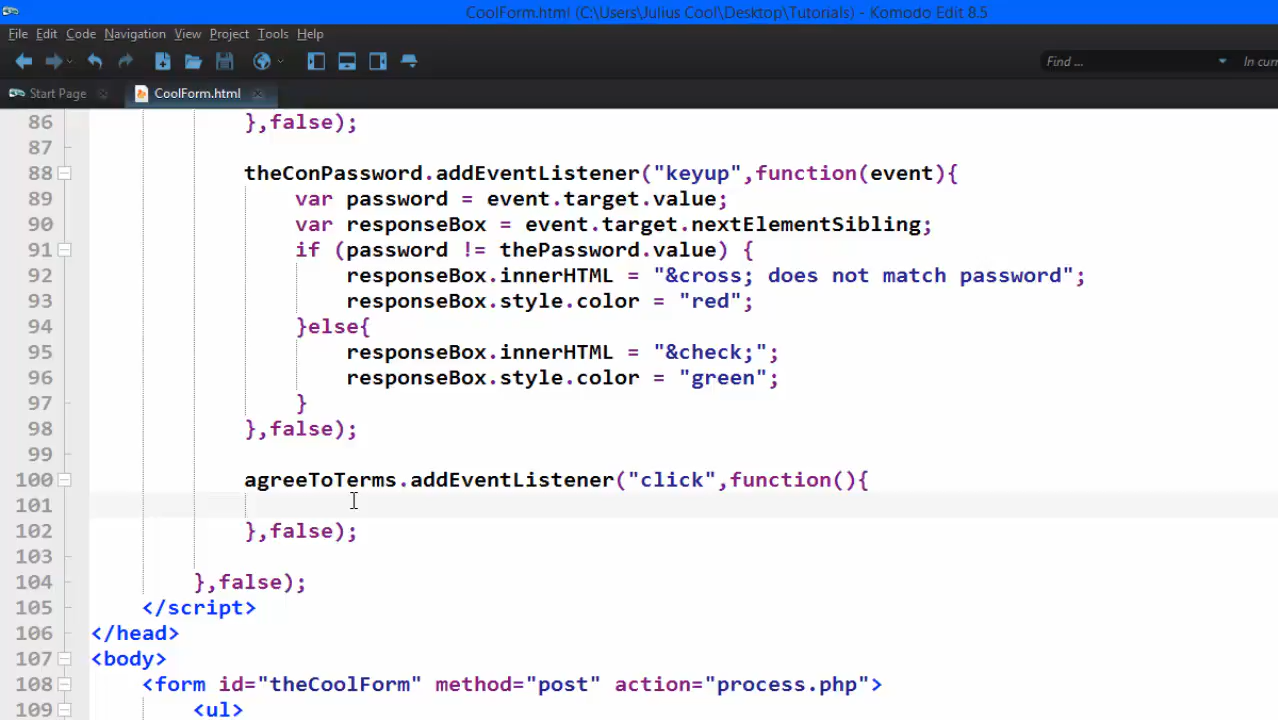 CoolForm.html (C:\Users\Julius Cool\Desktop\Tutorials) - Komodo Edit 8.5
File Edit Code Navigation View Project Tools Help
Find ... In curr
Start Page CoolForm.html
86 },false);
87
88 theConPassword.addEventListener("keyup",function(event){
89 var password = event.target.value;
90 var responseBox = event.target.nextElementSibling;
91 if (password != thePassword.value) {
92 responseBox.innerHTML = "&cross; does not match password";
93 responseBox.style.color = "red";
94 }else{
95 responseBox.innerHTML = "&check;";
96 responseBox.style.color = "green";
97 }
98 },false);
99
100 agreeToTerms.addEventListener("click",function(){
101
102 },false);
103
104 },false);
105 </script>
106 </head>
107 <body>
108 <form id="theCoolForm" method="post" action="process.php">
109 <ul>